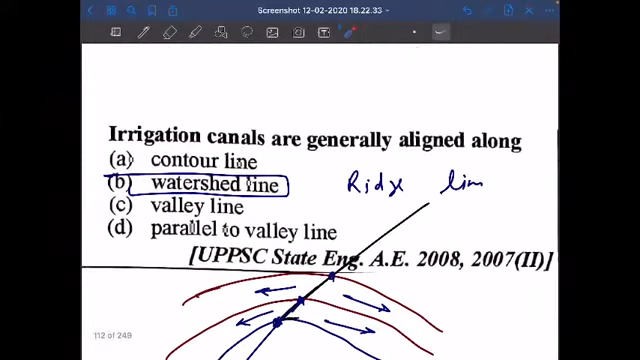 Screenshot 12-02-2020 18.22.33
Irrigation canals are generally aligned along
(a) contour line
(b) watershed line
Ridge line
(c) valley line
(d) parallel to valley line
[UPPSC State Eng. A.E. 2008, 2007(II)]
112 of 249